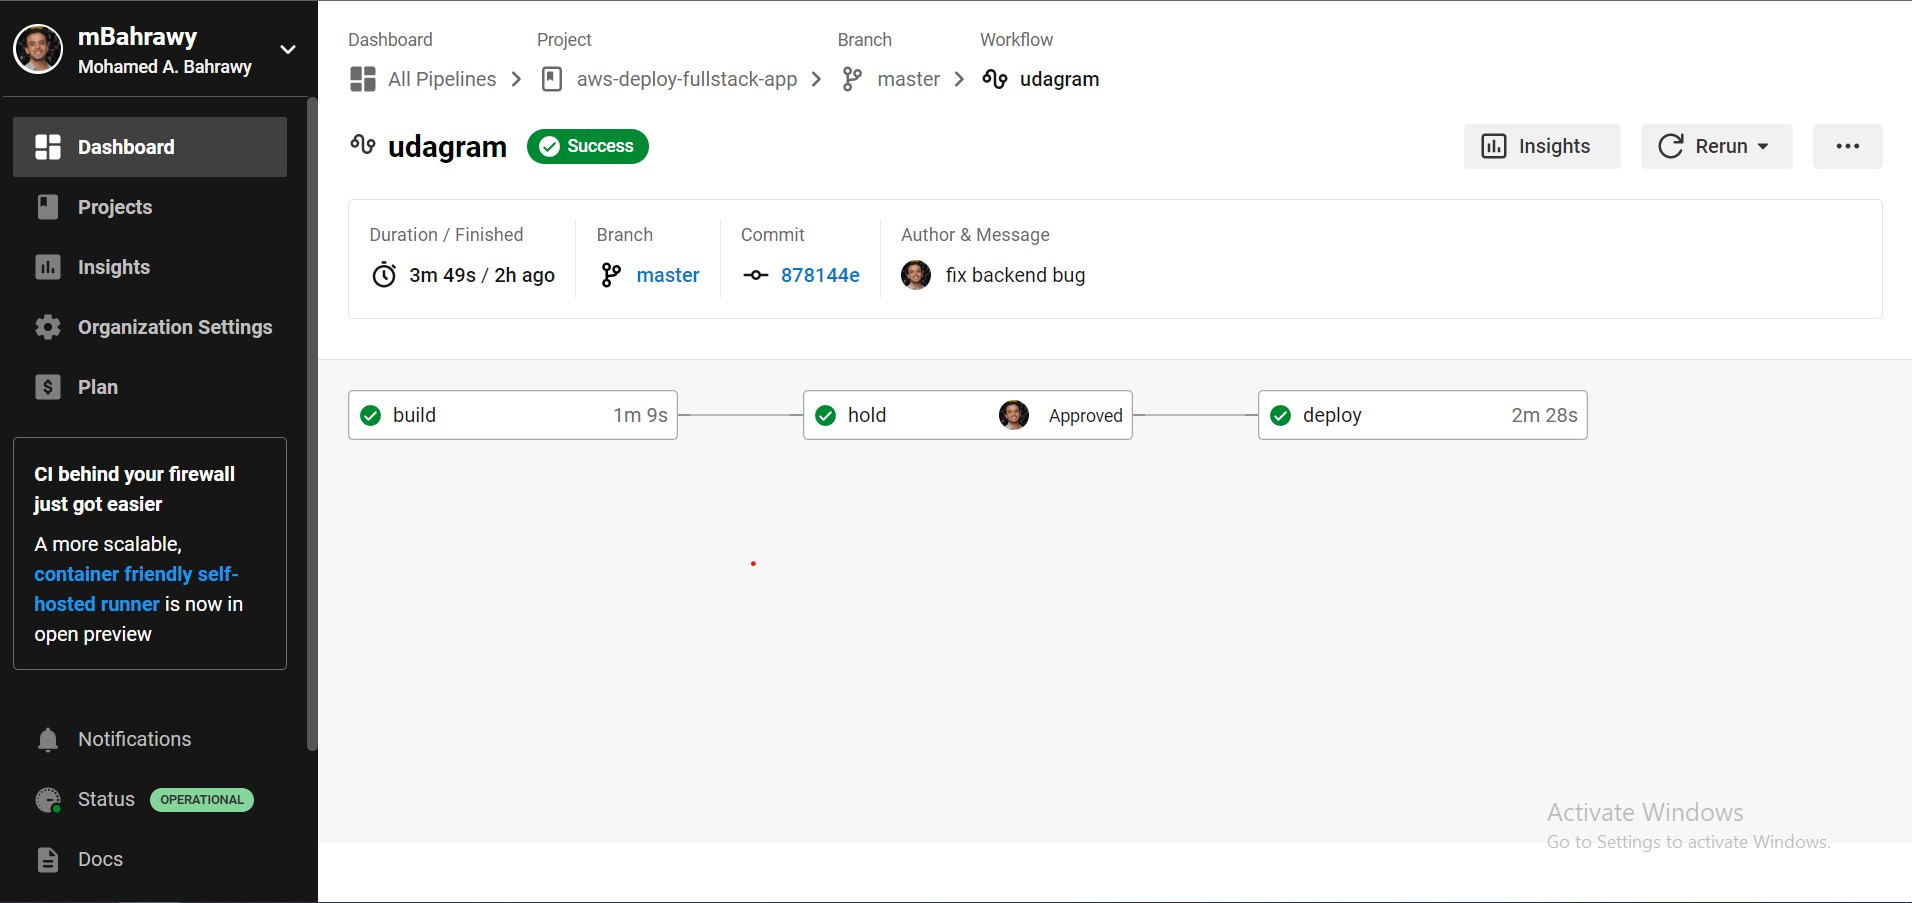 mBahrawy
Mohamed A. Bahrawy
Dashboard
Projects
Insights
Organization Settings
Plan
CI behind your firewall
just got easier
A more scalable,
container friendly self-
hosted runner is now in
open preview
Notifications
Status OPERATIONAL
Docs
Dashboard Project Branch Workflow
All Pipelines aws-deploy-fullstack-app master udagram
udagram Success
Insights Rerun
Duration / Finished Branch Commit Author & Message
3m 49s / 2h ago master 878144e fix backend bug
build 1m 9s hold Approved deploy 2m 28s
Activate Windows
Go to Settings to activate Windows.